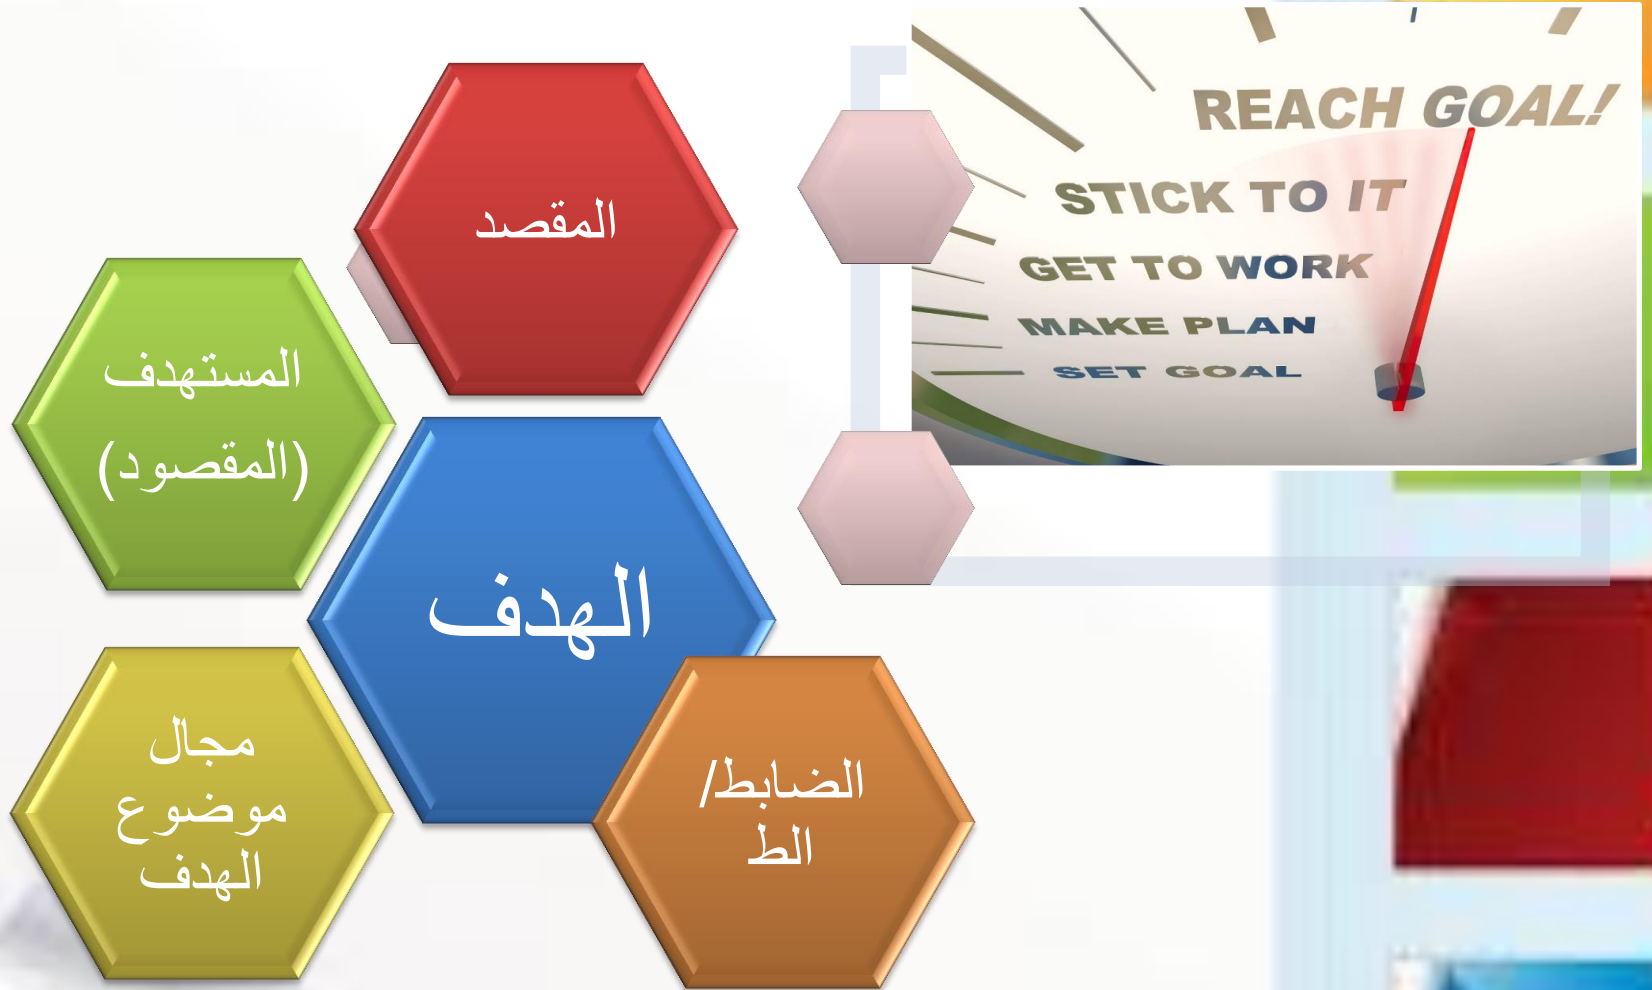 المقصد
المستهدف
(المقصود)
الهدف
مجال
موضوع
الهدف
الضابط/
الظ
REACH GOAL!
STICK TO IT
GET TO WORK
MAKE PLAN
SET GOAL